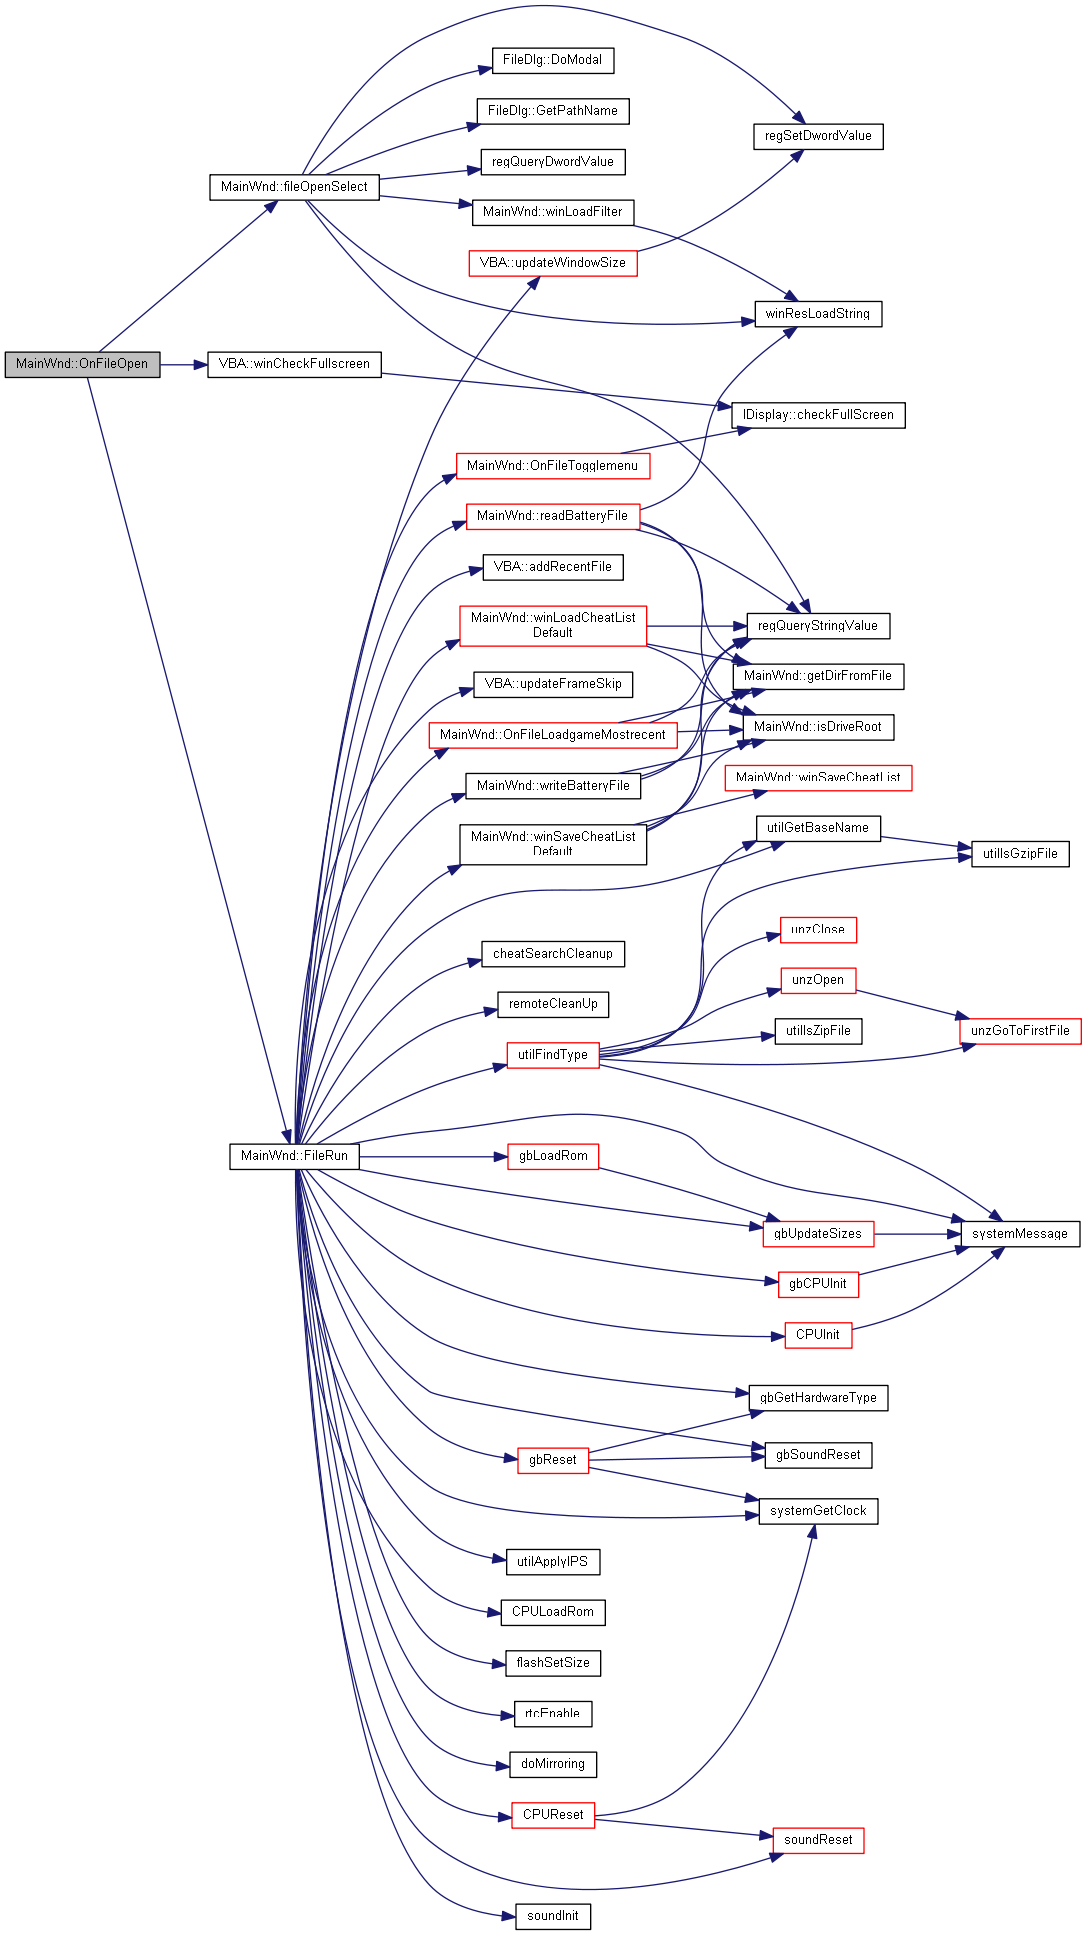 FileDlg::DoModal
FileDlg::GetPathName
regSetDwordValue
regQueryDwordValue
MainWnd::fileOpenSelect
MainWnd::winLoadFilter
VBA::updateWindowSize
winResLoadString
MainWnd::OnFileOpen
VBA::winCheckFullscreen
IDisplay::checkFullScreen
MainWnd::OnFileTogglemenu
MainWnd::readBatteryFile
VBA::addRecentFile
MainWnd::winLoadCheatList
Default
regQueryStringValue
MainWnd::getDirFromFile
VBA::updateFrameSkip
MainWnd::isDriveRoot
MainWnd::OnFileLoadgameMostrecent
MainWnd::winSaveCheatList
MainWnd::writeBatteryFile
utilGetBaseName
MainWnd::winSaveCheatList
Default
utilIsGzipFile
unzClose
cheatSearchCleanup
unzOpen
remoteCleanUp
utilIsZipFile
unzGoToFirstFile
utilFindType
MainWnd::FileRun
gbLoadRom
gbUpdateSizes
systemMessage
gbCPUInit
CPUInit
gbGetHardwareType
gbSoundReset
gbReset
systemGetClock
utilApplyIPS
CPULoadRom
flashSetSize
rtcEnable
doMirroring
CPUReset
soundReset
soundInit